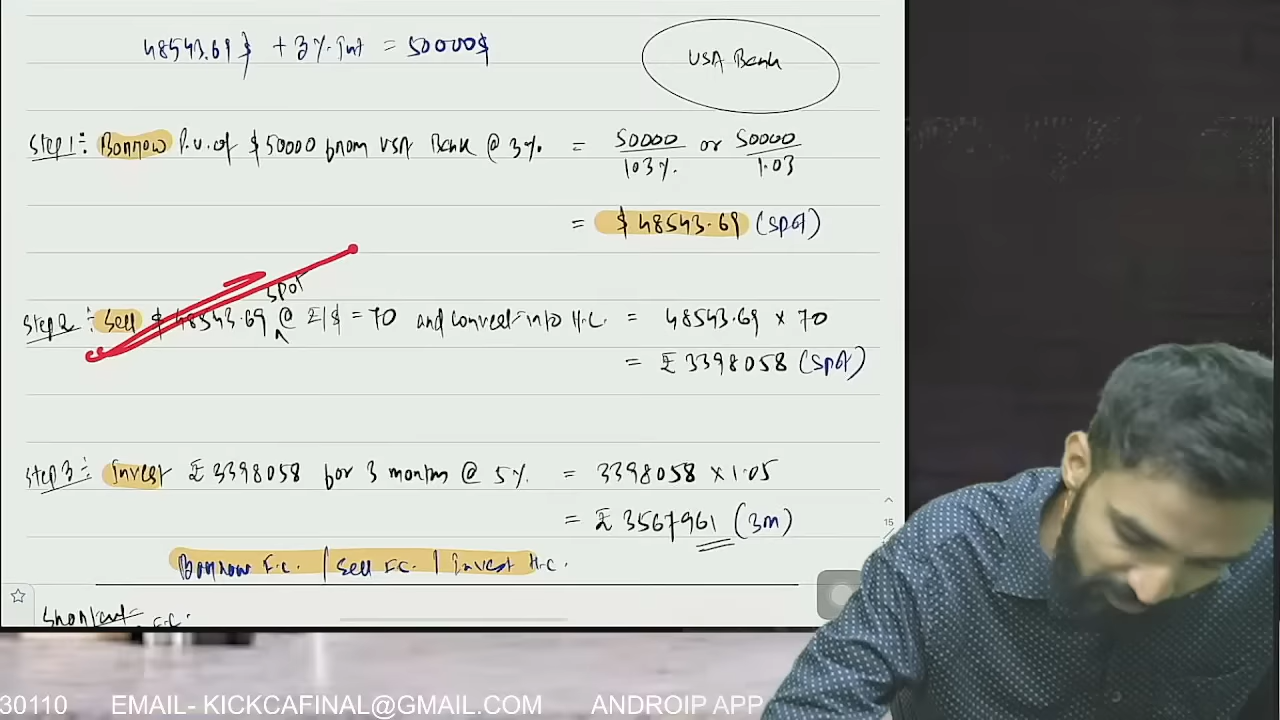 48543.69 $ + 3% Int = 50000$
USA Bank
Step 1 :- Borrow P.V. of $ 50000 from USA Bank @ 3% = 50000/103% or 50000/1.03
= $ 48543.69 (spot)
spot
Step 2 :- Sell $ 48543.69 @ ₹/$ = 70 and convert into H.C. = 48543.69 × 70
= ₹ 3398058 (spot)
Step 3 :- Invest ₹ 3398058 for 3 months @ 5% = 3398058 × 1.05
= ₹ 3567961 (3m)
15
Borrow F.C. | Sell F.C. | Invest H.C.
Shortcut
F.C.
30110 EMAIL- KICKCAFINAL@GMAIL.COM ANDROIP APP